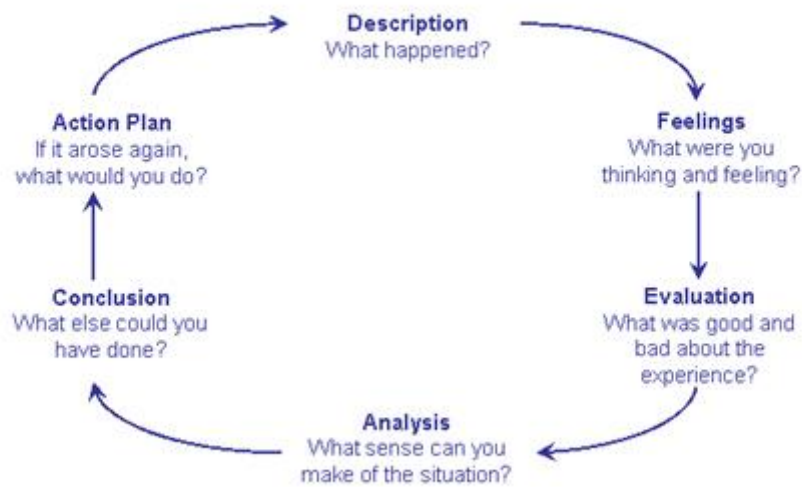 Description
What happened?
Feelings
What were you
thinking and feeling?
Evaluation
What was good and
bad about the
experience?
Analysis
What sense can you
make of the situation?
Conclusion
What else could you
have done?
Action Plan
If it arose again,
what would you do?